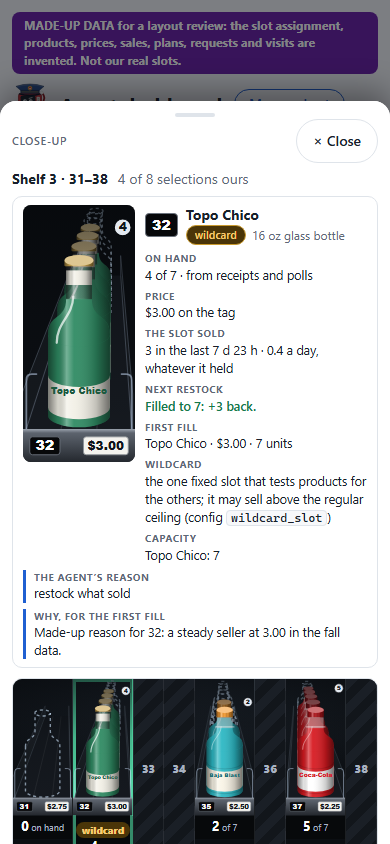 MADE-UP DATA for a layout review: the slot assignment,
products, prices, sales, plans, requests and visits are
invented. Not our real slots.
CLOSE-UP
× Close
Shelf 3 · 31–38 4 of 8 selections ours
4
Topo Chico
32 $3.00
32
Topo Chico
wildcard 16 oz glass bottle
ON HAND
4 of 7 · from receipts and polls
PRICE
$3.00 on the tag
THE SLOT SOLD
3 in the last 7 d 23 h · 0.4 a day,
whatever it held
NEXT RESTOCK
Filled to 7: +3 back.
FIRST FILL
Topo Chico · $3.00 · 7 units
WILDCARD
the one fixed slot that tests products for
the others; it may sell above the regular
ceiling (config wildcard_slot )
CAPACITY
Topo Chico: 7
THE AGENT'S REASON
restock what sold
WHY, FOR THE FIRST FILL
Made-up reason for 32: a steady seller at 3.00 in the fall
data.
4 2 5
33 34 36 38
Topo Chico Baja Blast Coca-Cola
31 $2.75 32 $3.00 35 $2.50 37 $2.25
0 on hand wildcard 2 of 7 5 of 7